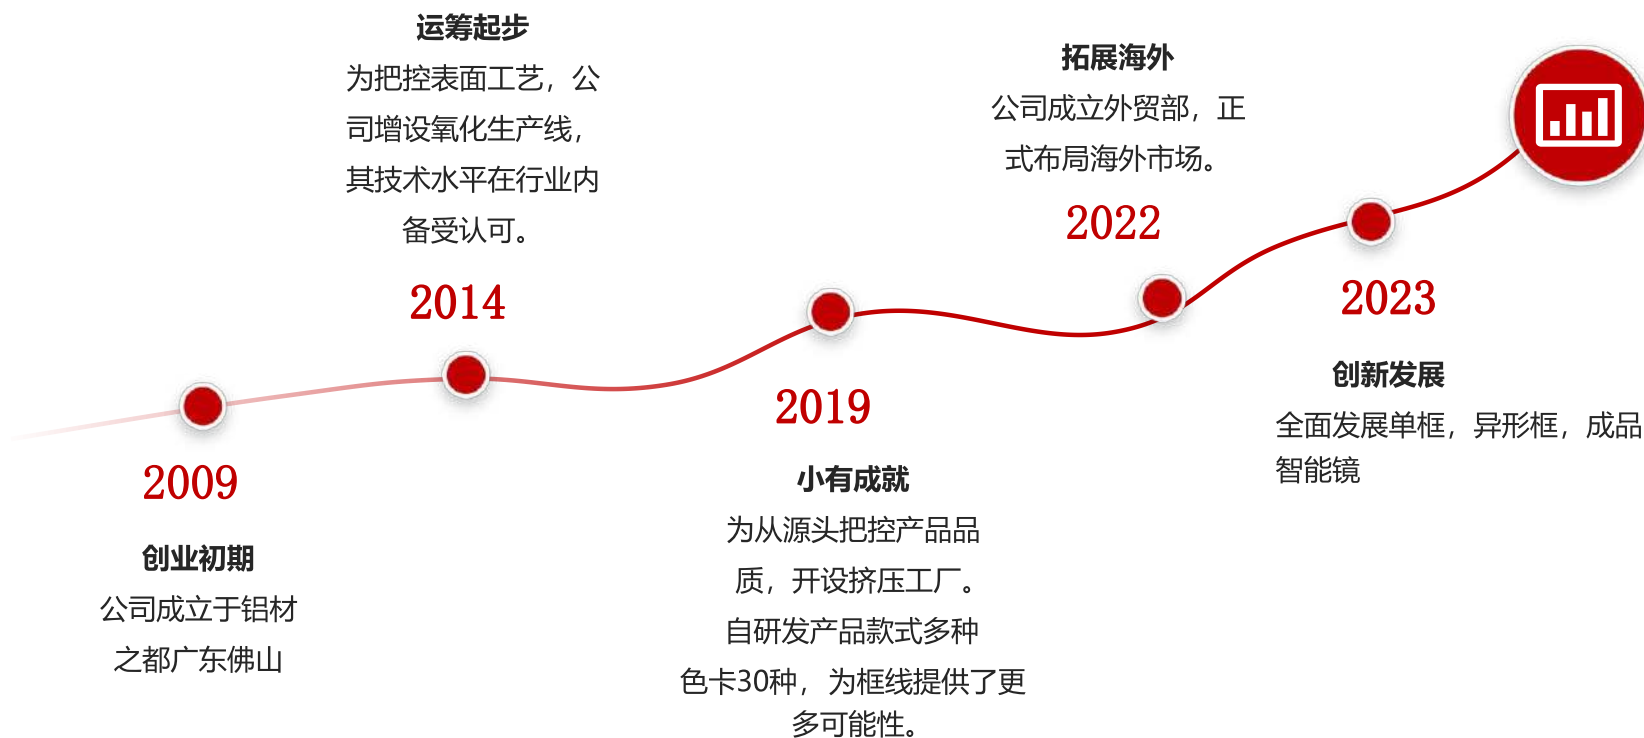 运筹起步
为把控表面工艺，公
司增设氧化生产线，
其技术水平在行业内
备受认可。
2014
拓展海外
公司成立外贸部，正
式布局海外市场。
2022
2009
创业初期
公司成立于铝材
之都广东佛山
2019
小有成就
为从源头把控产品品
质，开设挤压工厂。
自研发产品款式多种
色卡30种，为框线提供了更
多可能性。
2023
创新发展
全面发展单框，异形框，成品
智能镜